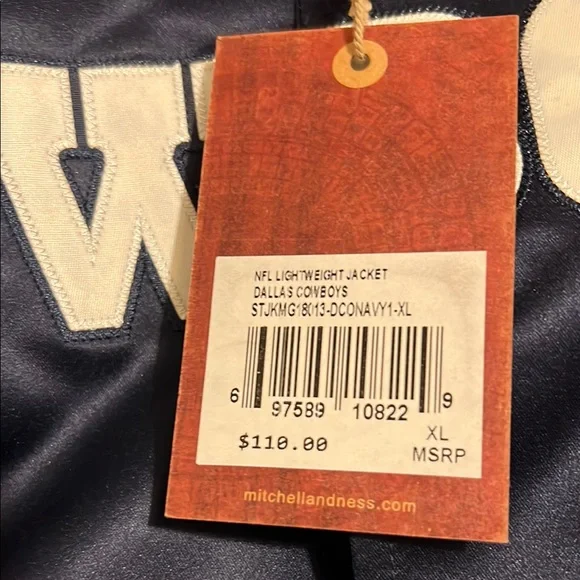 W
NFL LIGHTWEIGHT JACKET
DALLAS COWBOYS
STJKMG18013-DCONAVY1-XL
6 97589 10822 9
$110.00 XL
MSRP
mitchellandness.com